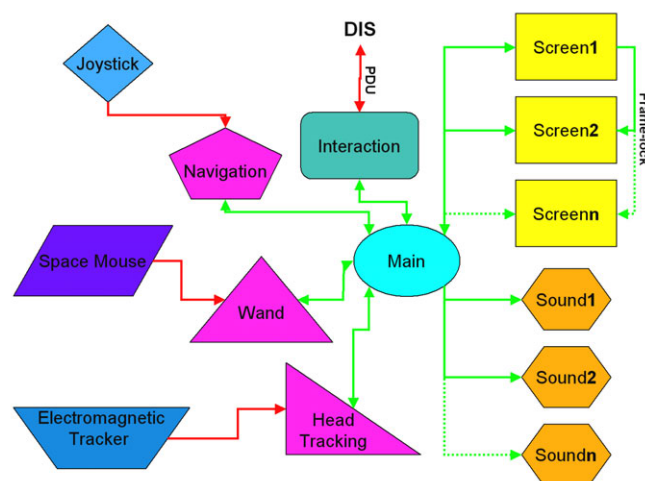 DIS
PDU
Joystick
Navigation
Interaction
Screen1
Screen2
Screenn
Frame-lock
Space Mouse
Wand
Main
Sound1
Sound2
Soundn
Electromagnetic
Tracker
Head
Tracking